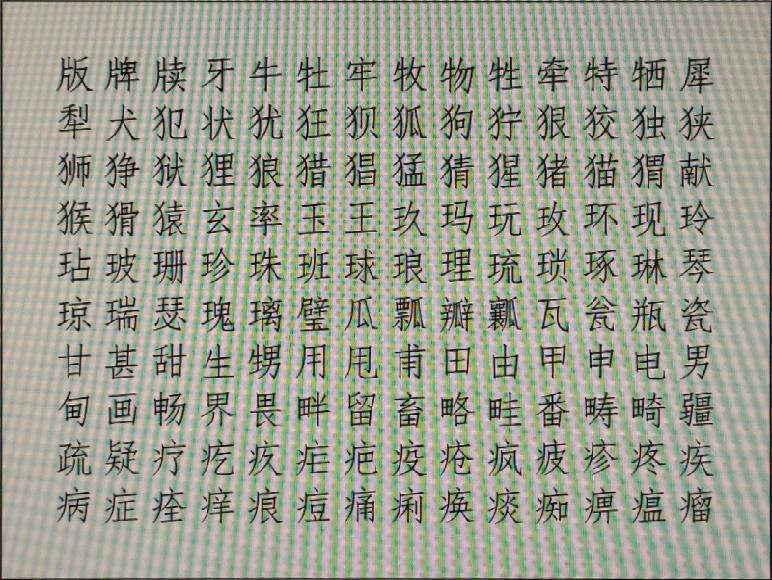 版牌牍牙牛牡牢牧物牲牵特牺犀
犁犬犯状犹狂狈狐狗狞狠狡独狭
狮狰狱狸狼猎猖猛猜猩猪猫猬献
猴猾猿玄率玉王玖玛玩玫环现玲
玷玻珊珍珠班球琅理琉琐琢琳琴
琼瑞瑟瑰璃璧瓜瓢瓣瓤瓦瓮瓶瓷
甘甚甜生甥用甩甫田由甲申电男
甸画畅界畏畔留畜略畦番畴畸疆
疏疑疗疙疚疟疤疫疮疯疲疹疼疾
病症痊痒痕痘痛痢痪痰痴痹瘟瘤